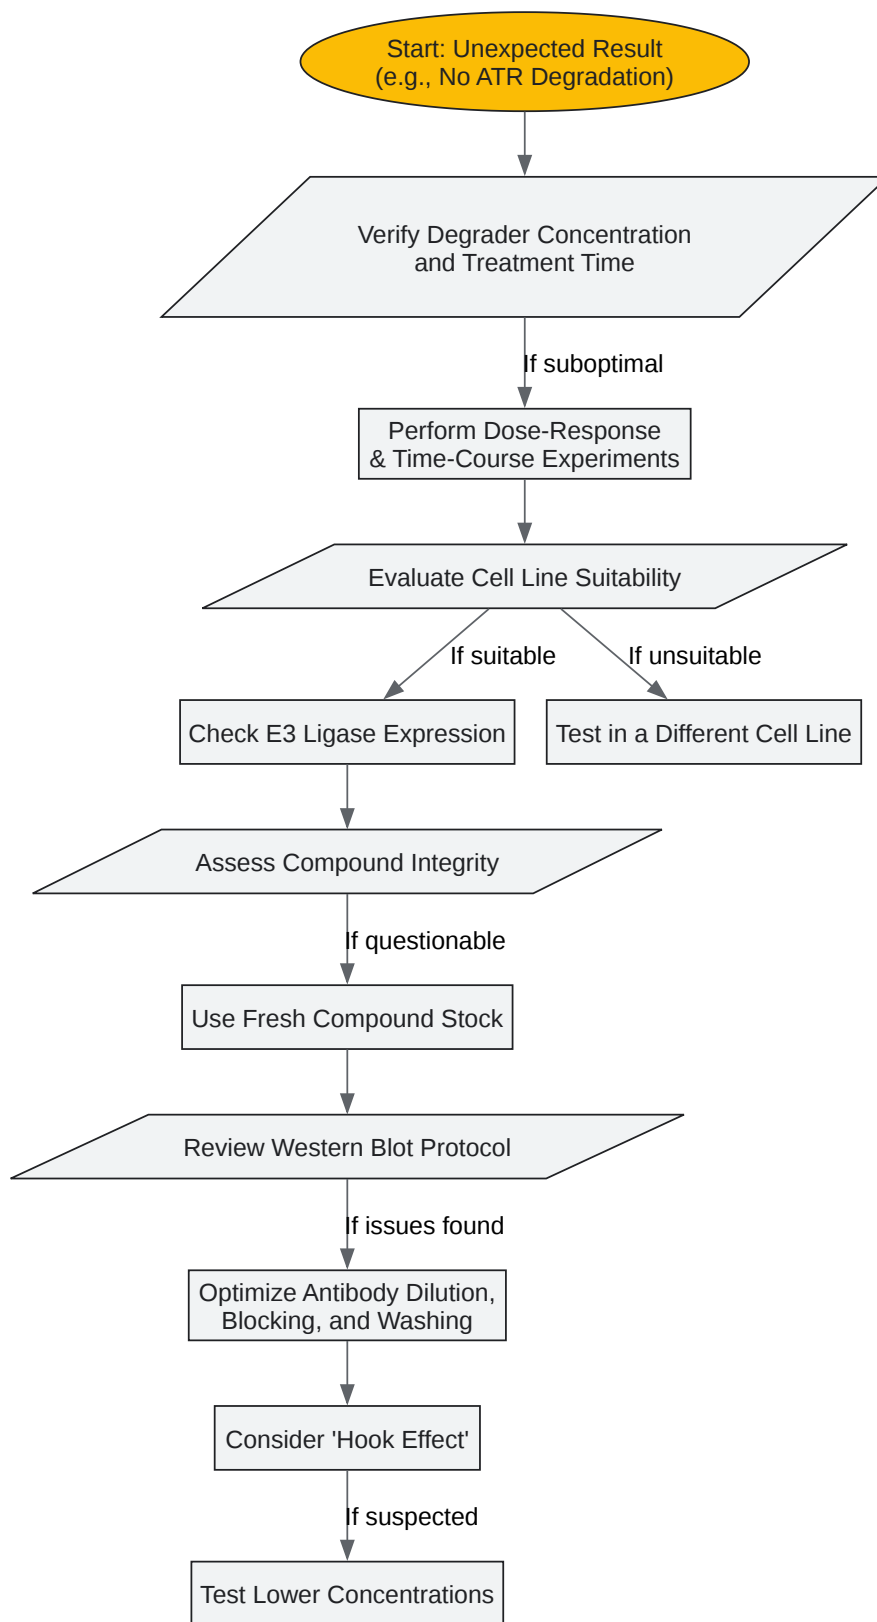 Start: Unexpected Result
(e.g., No ATR Degradation)
Verify Degrader Concentration
and Treatment Time
If suboptimal
Perform Dose-Response
& Time-Course Experiments
Evaluate Cell Line Suitability
If suitable
If unsuitable
Check E3 Ligase Expression
Test in a Different Cell Line
Assess Compound Integrity
If questionable
Use Fresh Compound Stock
Review Western Blot Protocol
If issues found
Optimize Antibody Dilution,
Blocking, and Washing
Consider 'Hook Effect'
If suspected
Test Lower Concentrations